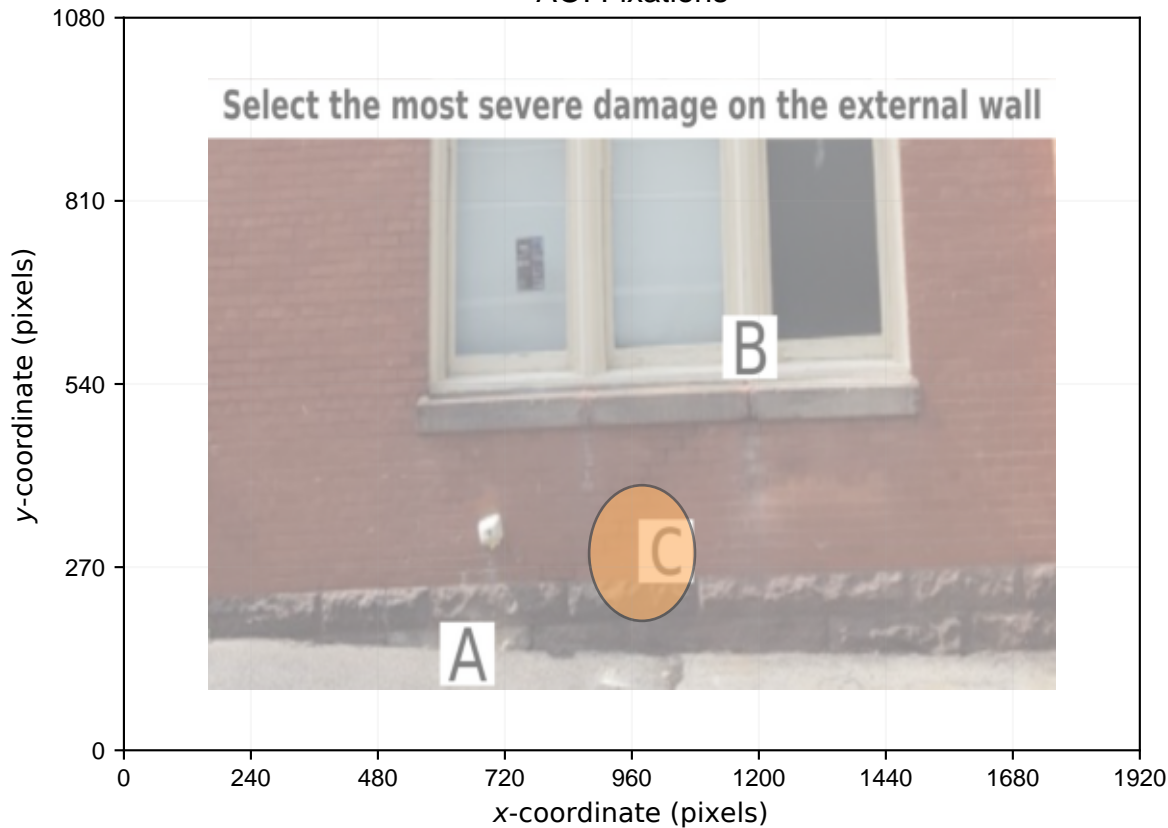 AOI Fixations
1080
810
540
270
0
0 240 480 720 960 1200 1440 1680 1920
y-coordinate (pixels)
x-coordinate (pixels)
Select the most severe damage on the external wall
B
C
A